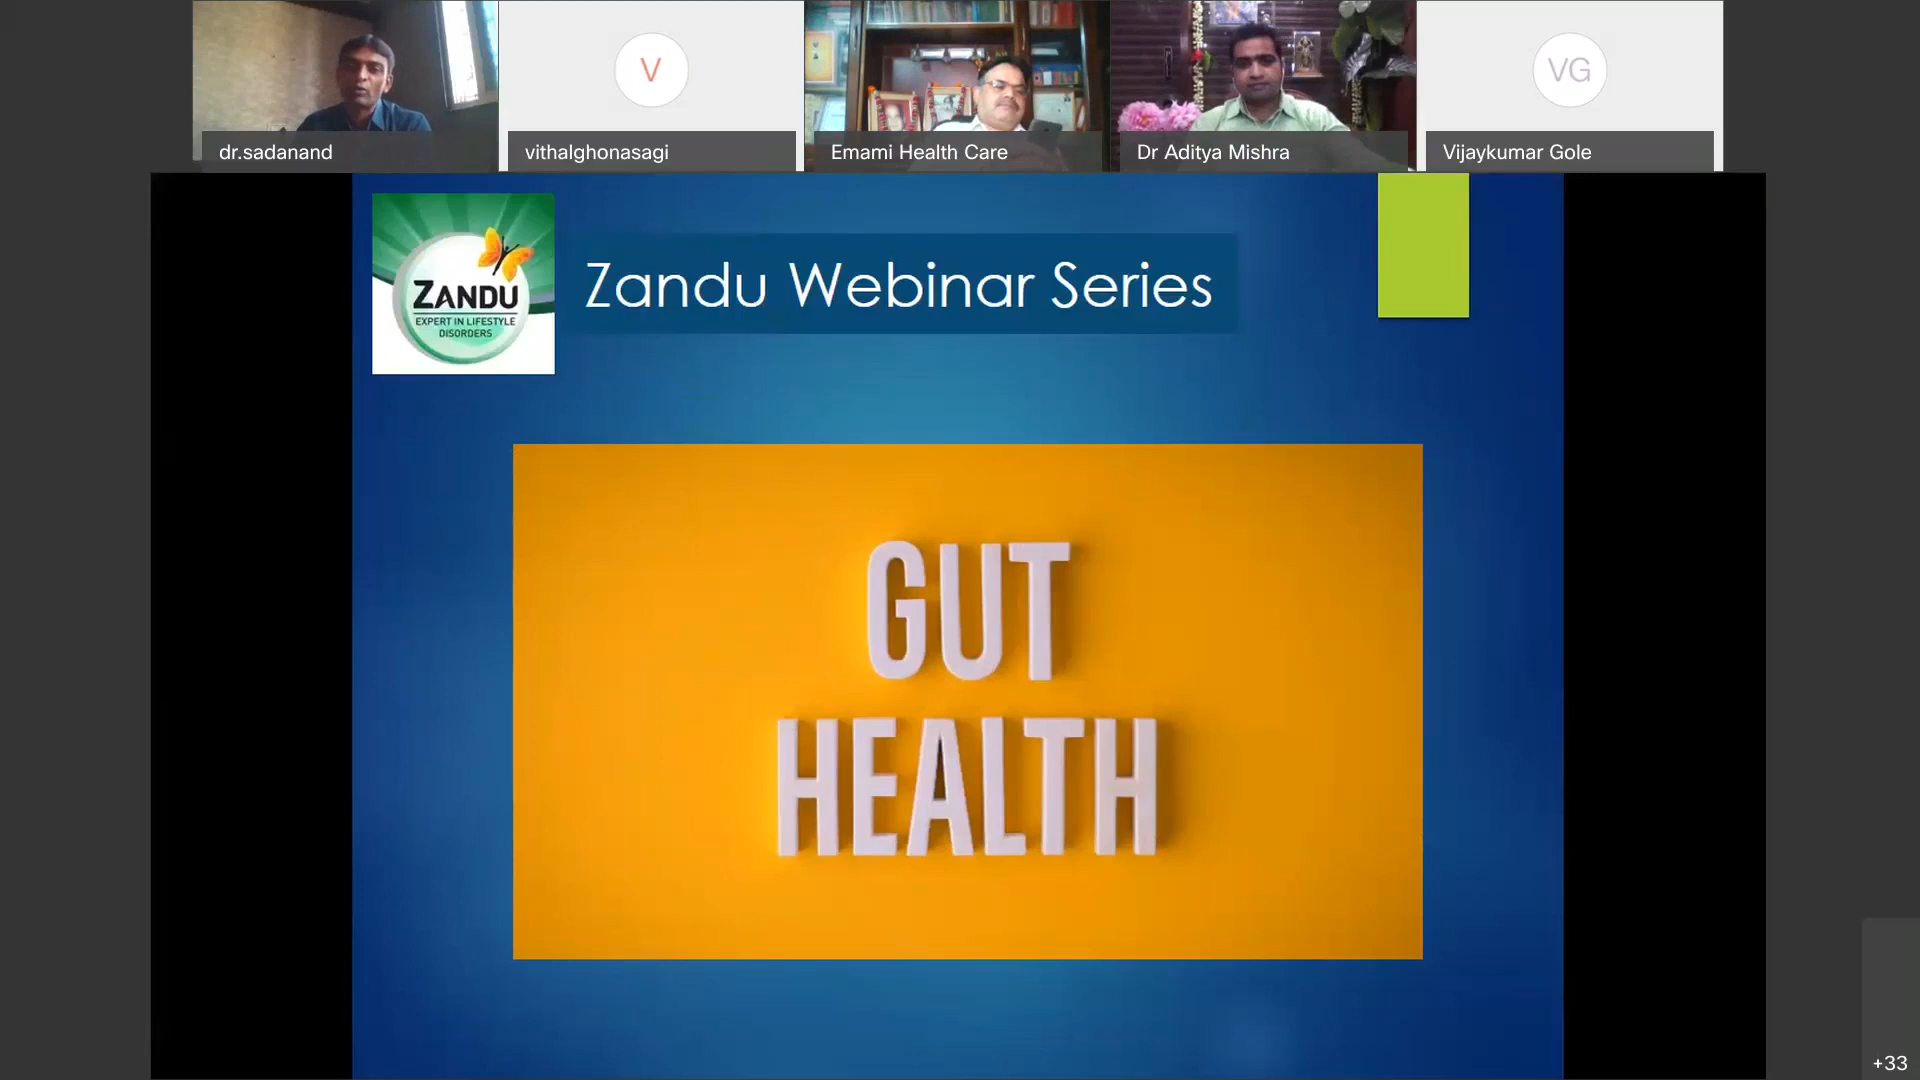 V
VG
dr.sadanand
vithalghonasagi
Emami Health Care
Dr Aditya Mishra
Vijaykumar Gole
ZANDU
EXPERT IN LIFESTYLE
DISORDERS
Zandu Webinar Series
GUT
HEALTH
+33